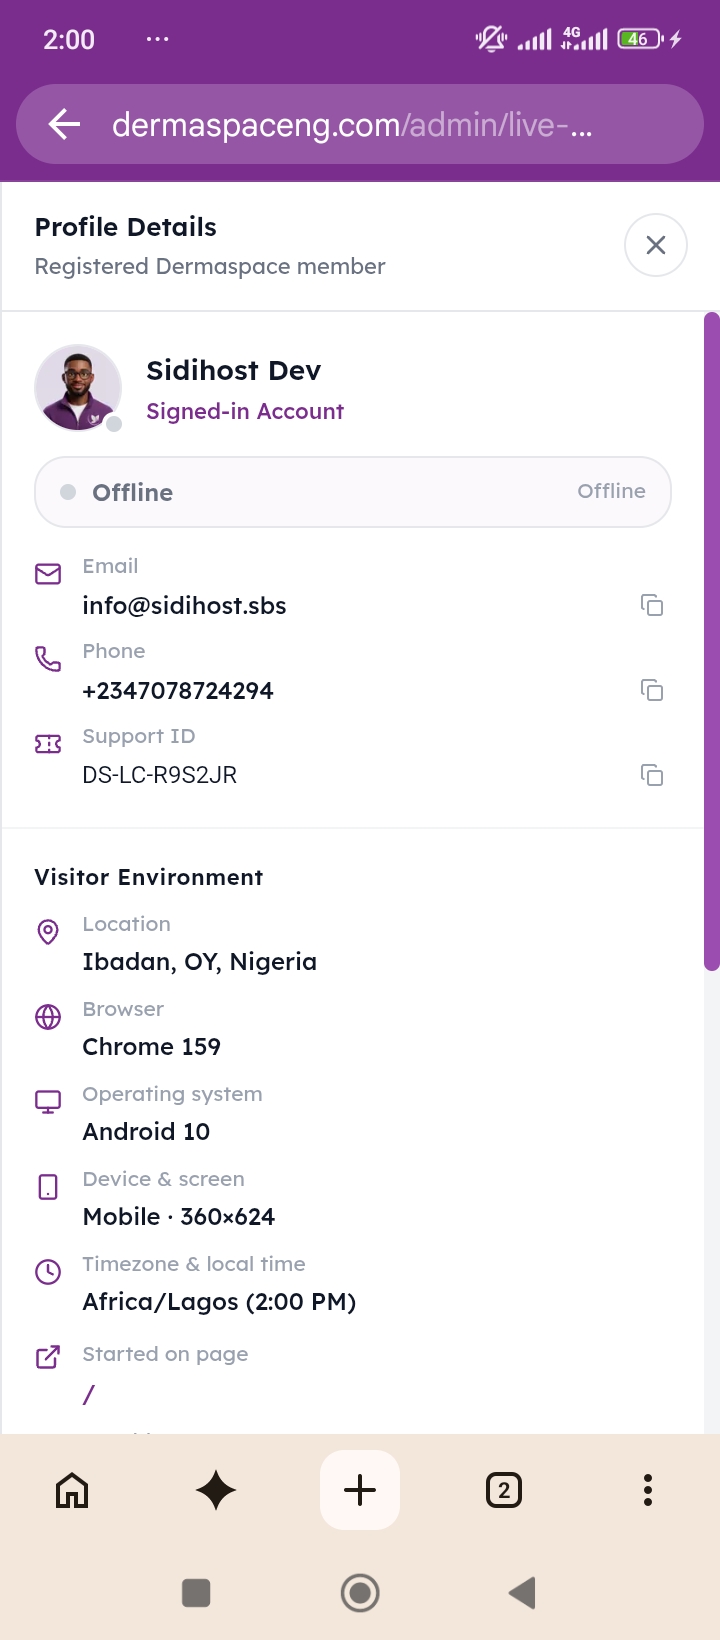 2:00 ... 4G 46
dermaspaceng.com/admin/live-...
Profile Details
Registered Dermaspace member
Sidihost Dev
Signed-in Account
Offline Offline
Email
info@sidihost.sbs
Phone
+2347078724294
Support ID
DS-LC-R9S2JR
Visitor Environment
Location
Ibadan, OY, Nigeria
Browser
Chrome 159
Operating system
Android 10
Device & screen
Mobile · 360×624
Timezone & local time
Africa/Lagos (2:00 PM)
Started on page
/
2